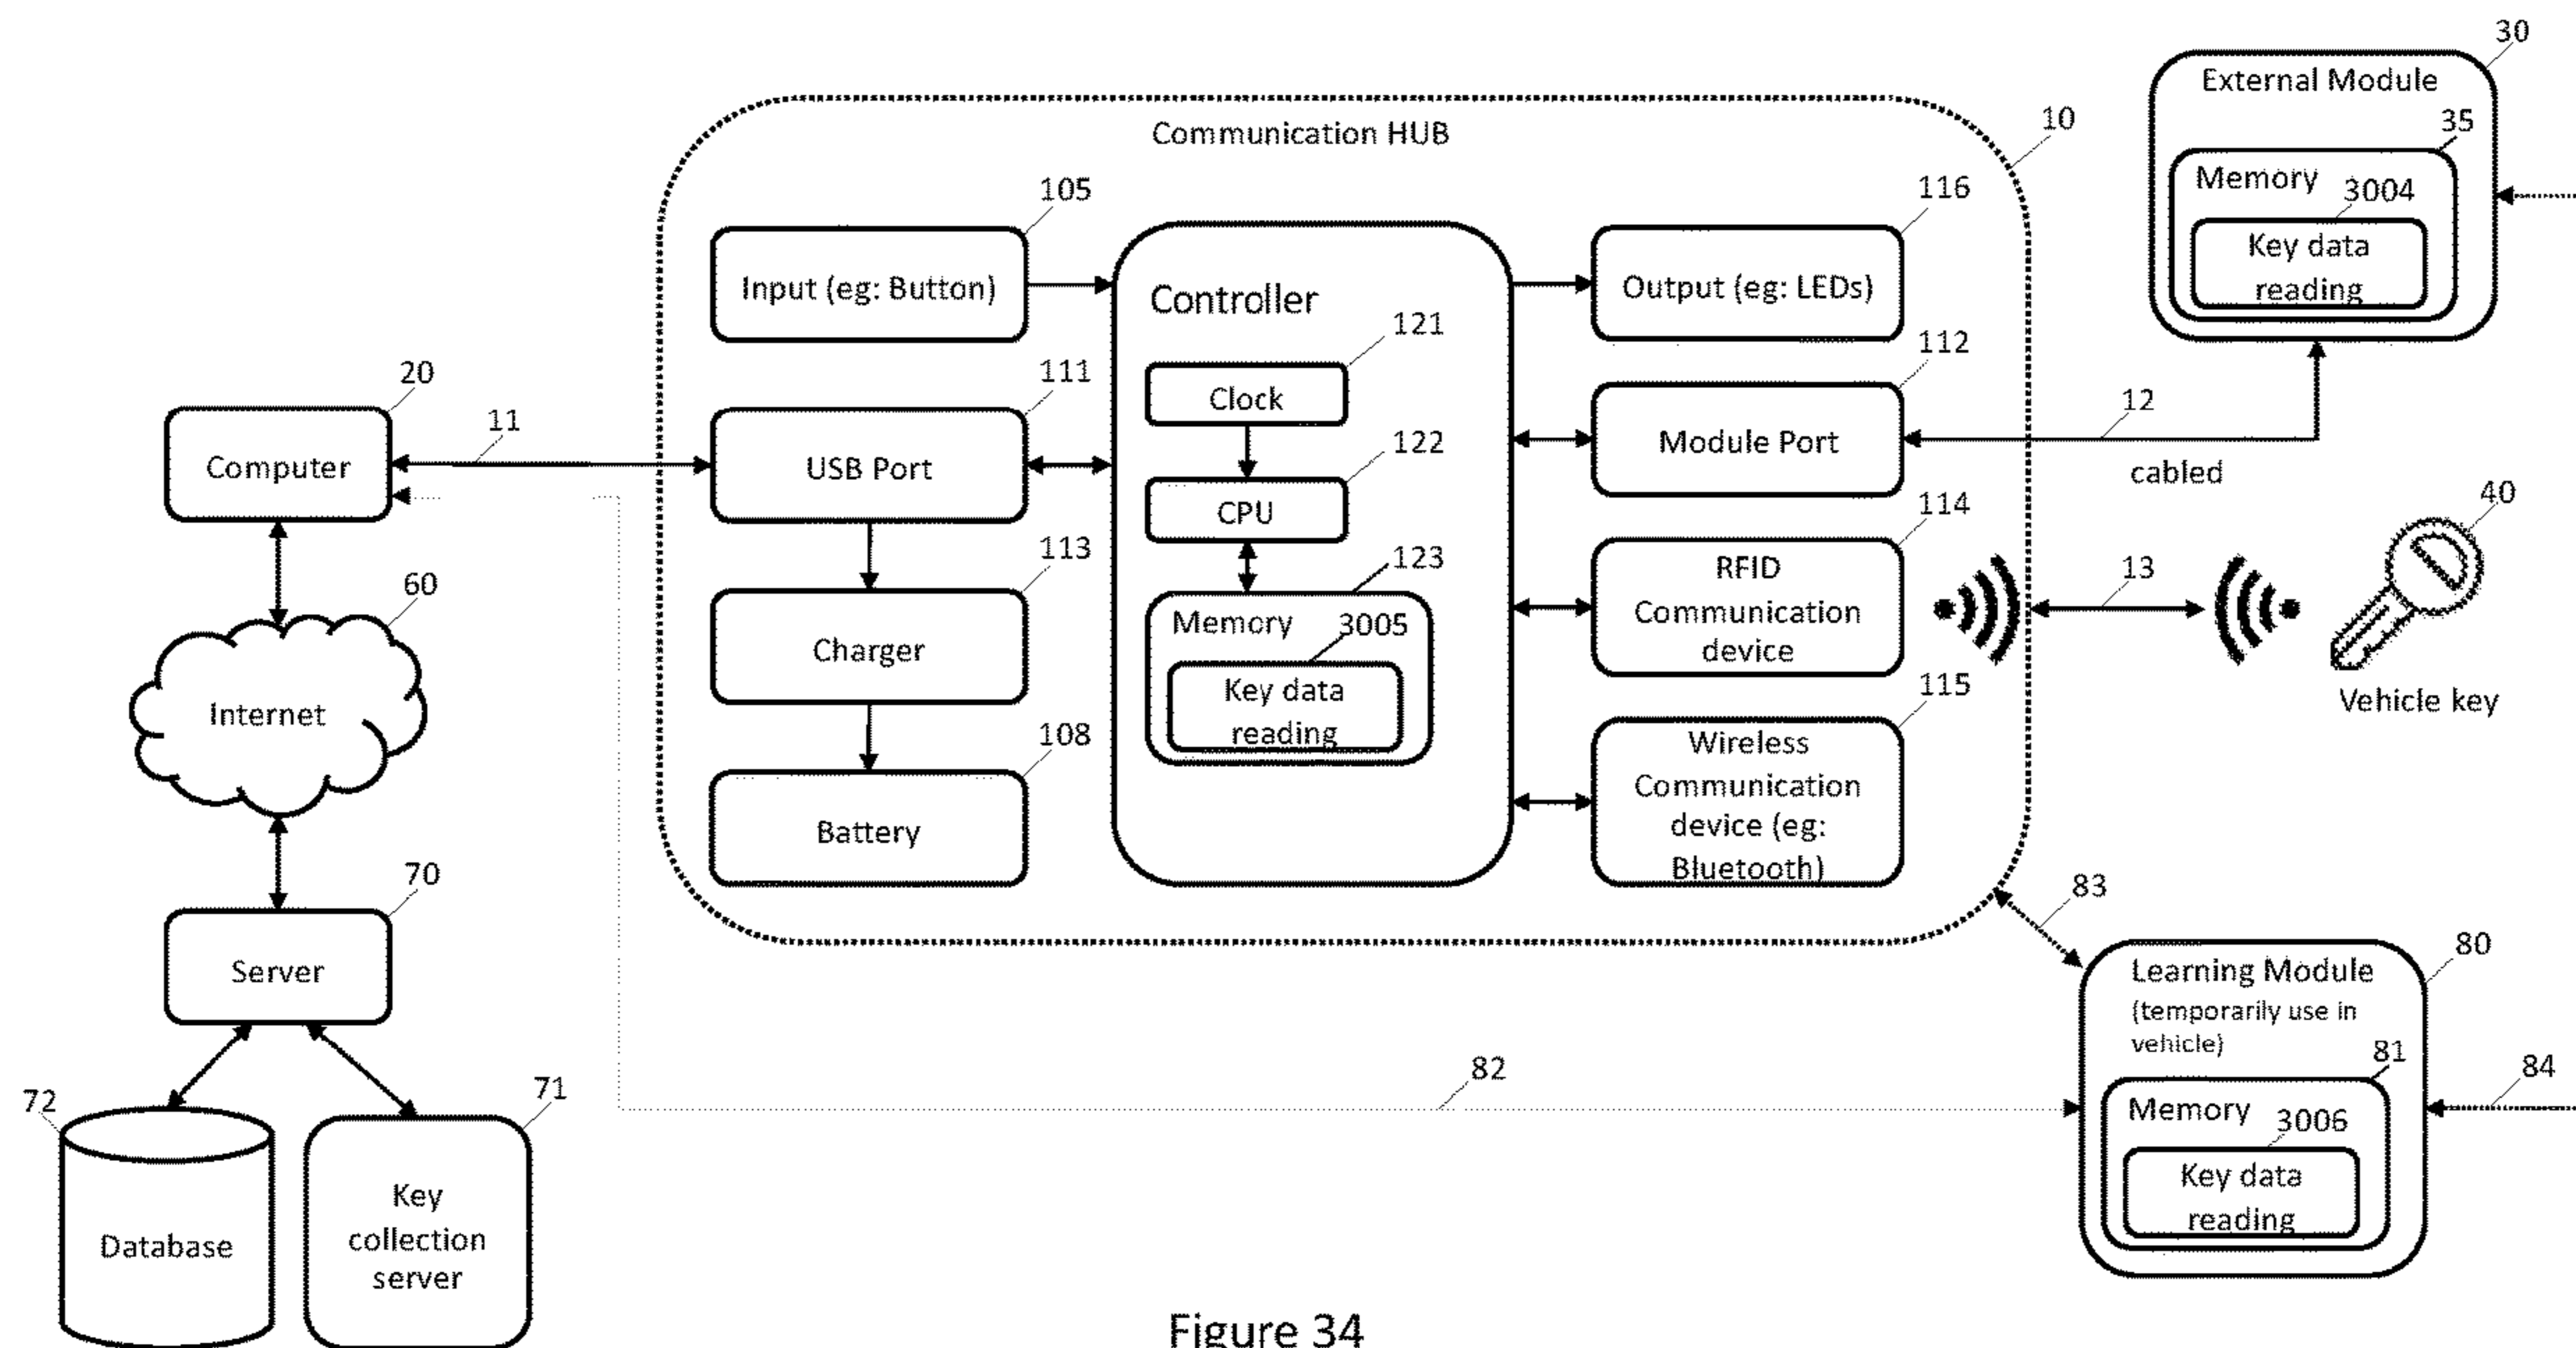 30
External Module
35
Memory
3004
Key data
reading
Communication HUB
10
105
Input (eg: Button)
Controller
116
Output (eg: LEDs)
121
Clock
122
CPU
123
Memory
3005
Key data
reading
20
Computer
11
111
USB Port
112
Module Port
12
cabled
113
Charger
114
RFID
Communication
device
13
40
Vehicle key
108
Battery
115
Wireless
Communication
device (eg:
Bluetooth)
60
Internet
70
Server
72
Database
71
Key
collection
server
83
80
Learning Module
(temporarily use in
vehicle)
81
Memory
3006
Key data
reading
82
84
Figure 34